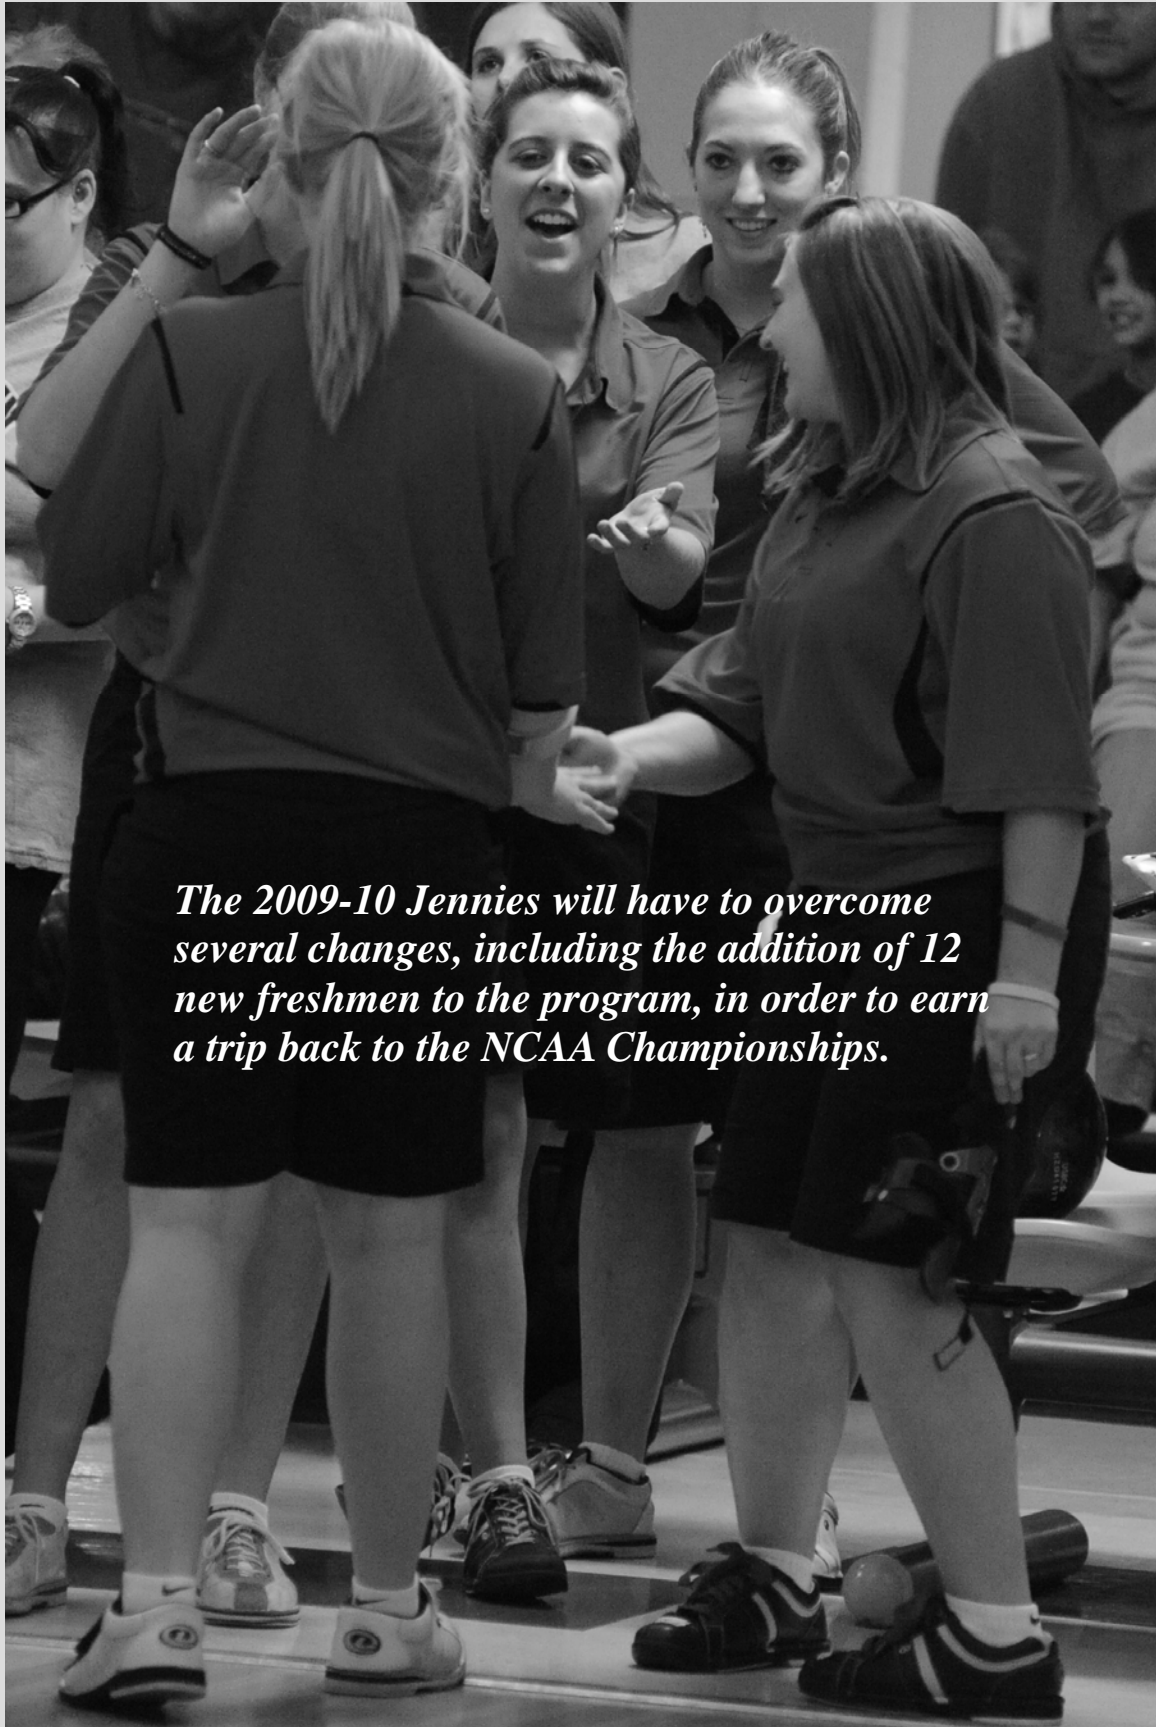 The 2009-10 Jennies will have to overcome
several changes, including the addition of 12
new freshmen to the program, in order to earn
a trip back to the NCAA Championships.